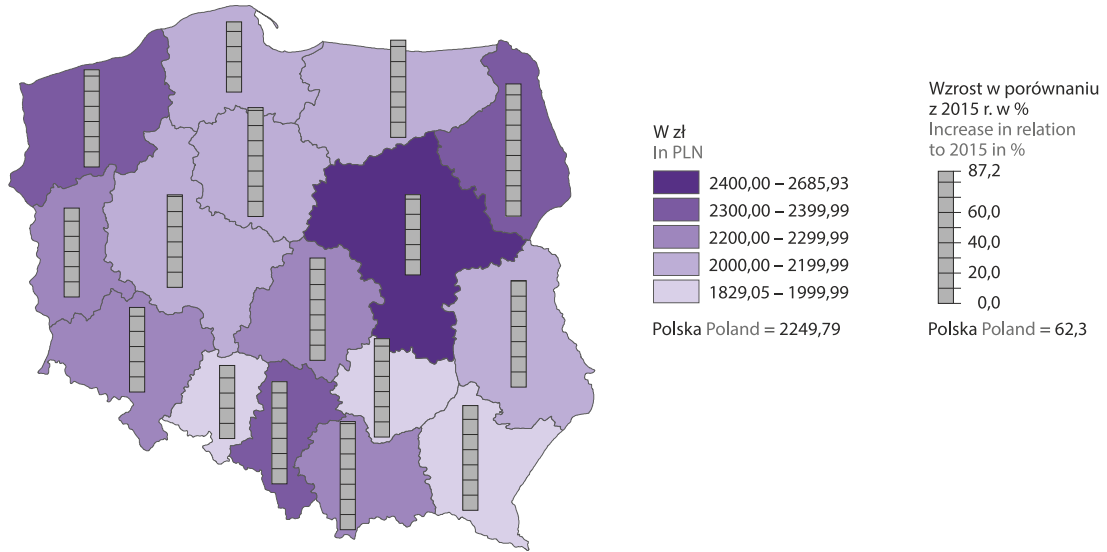 W zł
In PLN
2400,00 – 2685,93
2300,00 – 2399,99
2200,00 – 2299,99
2000,00 – 2199,99
1829,05 – 1999,99
Polska Poland = 2249,79
Wzrost w porównaniu
z 2015 r. w %
Increase in relation
to 2015 in %
87,2
60,0
40,0
20,0
0,0
Polska Poland = 62,3